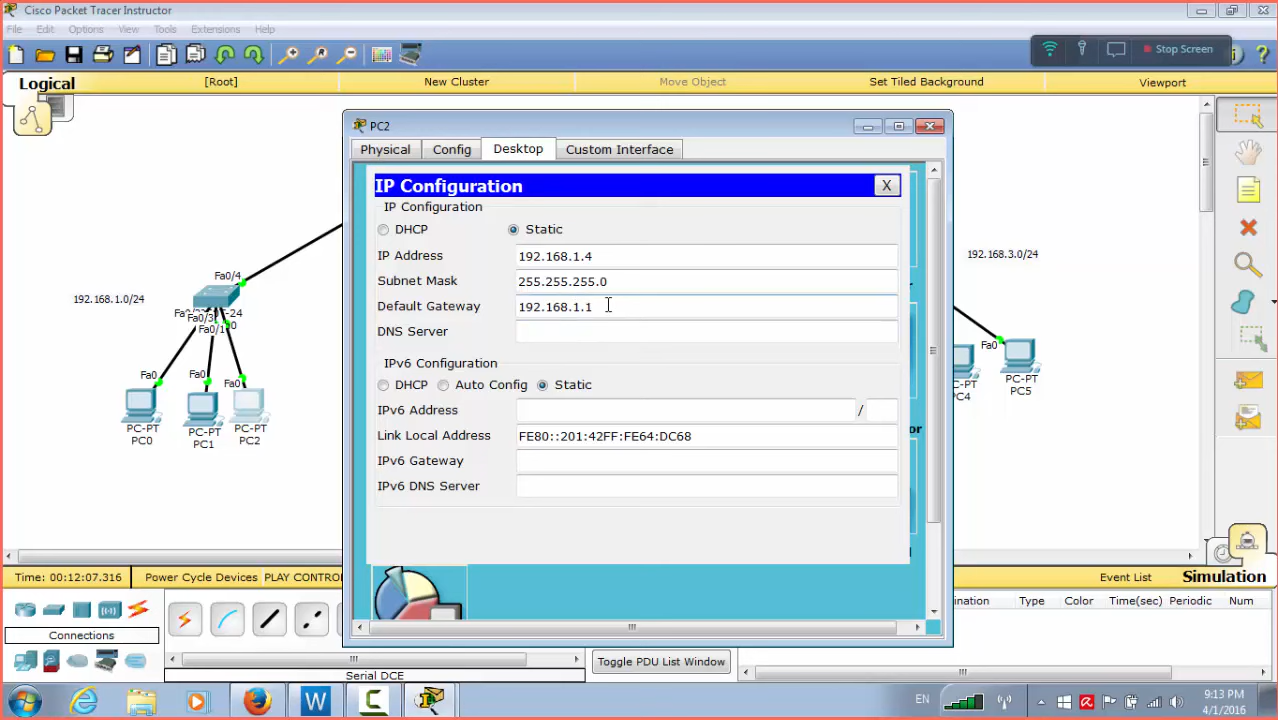 Cisco Packet Tracer Instructor
File Edit Options View Tools Extensions Help
Stop Screen
Logical [Root] New Cluster Move Object Set Tiled Background Viewport
PC2
Physical Config Desktop Custom Interface
IP Configuration X
IP Configuration
DHCP Static
IP Address 192.168.1.4
Subnet Mask 255.255.255.0
Default Gateway 192.168.1.1
DNS Server
IPv6 Configuration
DHCP Auto Config Static
IPv6 Address /
Link Local Address FE80::201:42FF:FE64:DC68
IPv6 Gateway
IPv6 DNS Server
192.168.3.0/24
Fa0/4
192.168.1.0/24
-24
Fa0/1
Fa0 Fa0 Fa0
PC-PT PC0
PC-PT PC1
PC-PT PC2
Fa0
PC4
PC-PT PC5
Time: 00:12:07.316 Power Cycle Devices PLAY CONTRO Event List Simulation
ination Type Color Time(sec) Periodic Num
Connections
Toggle PDU List Window
Serial DCE
EN
9:13 PM
4/1/2016